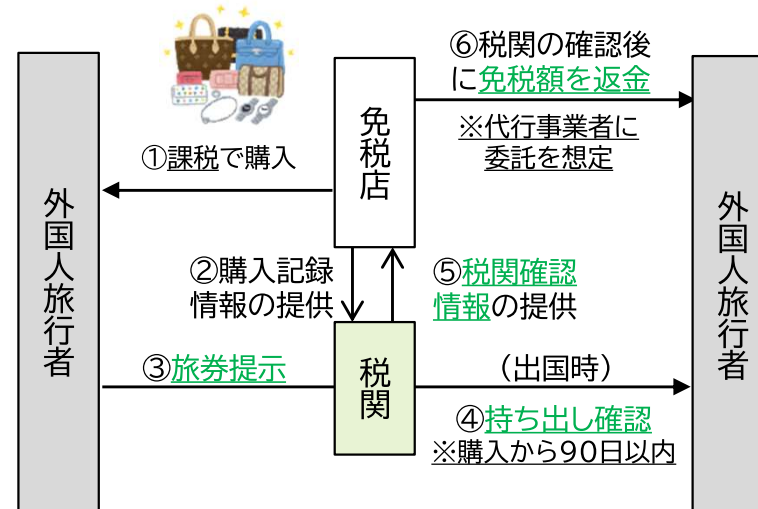 ⑥税関の確認後
に免税額を返金
※代行事業者に
委託を想定
免税店
①課税で購入
外国人旅行者
外国人旅行者
②購入記録
情報の提供
⑤税関確認
情報の提供
③旅券提示
税関
(出国時)
④持ち出し確認
※購入から90日以内